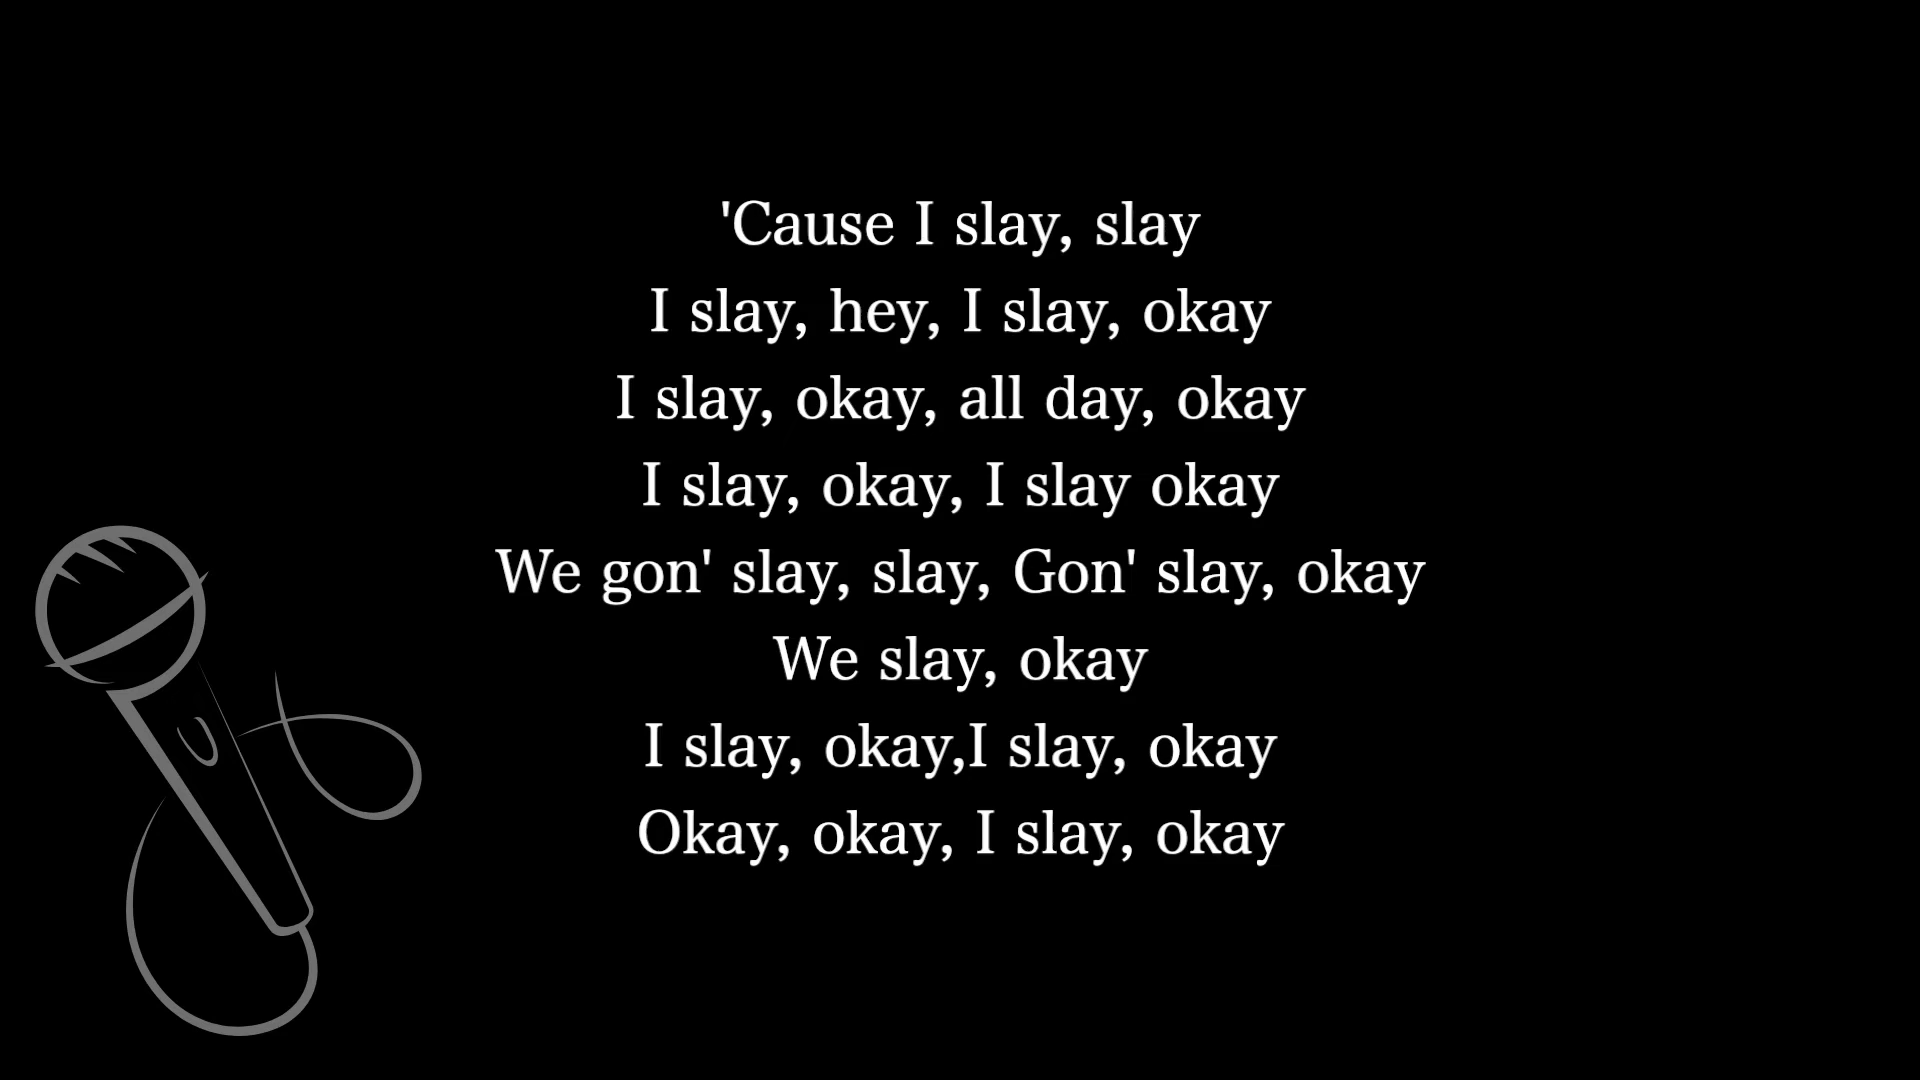 'Cause I slay, slay
I slay, hey, I slay, okay
I slay, okay, all day, okay
I slay, okay, I slay okay
We gon' slay, slay, Gon' slay, okay
We slay, okay
I slay, okay,I slay, okay
Okay, okay, I slay, okay